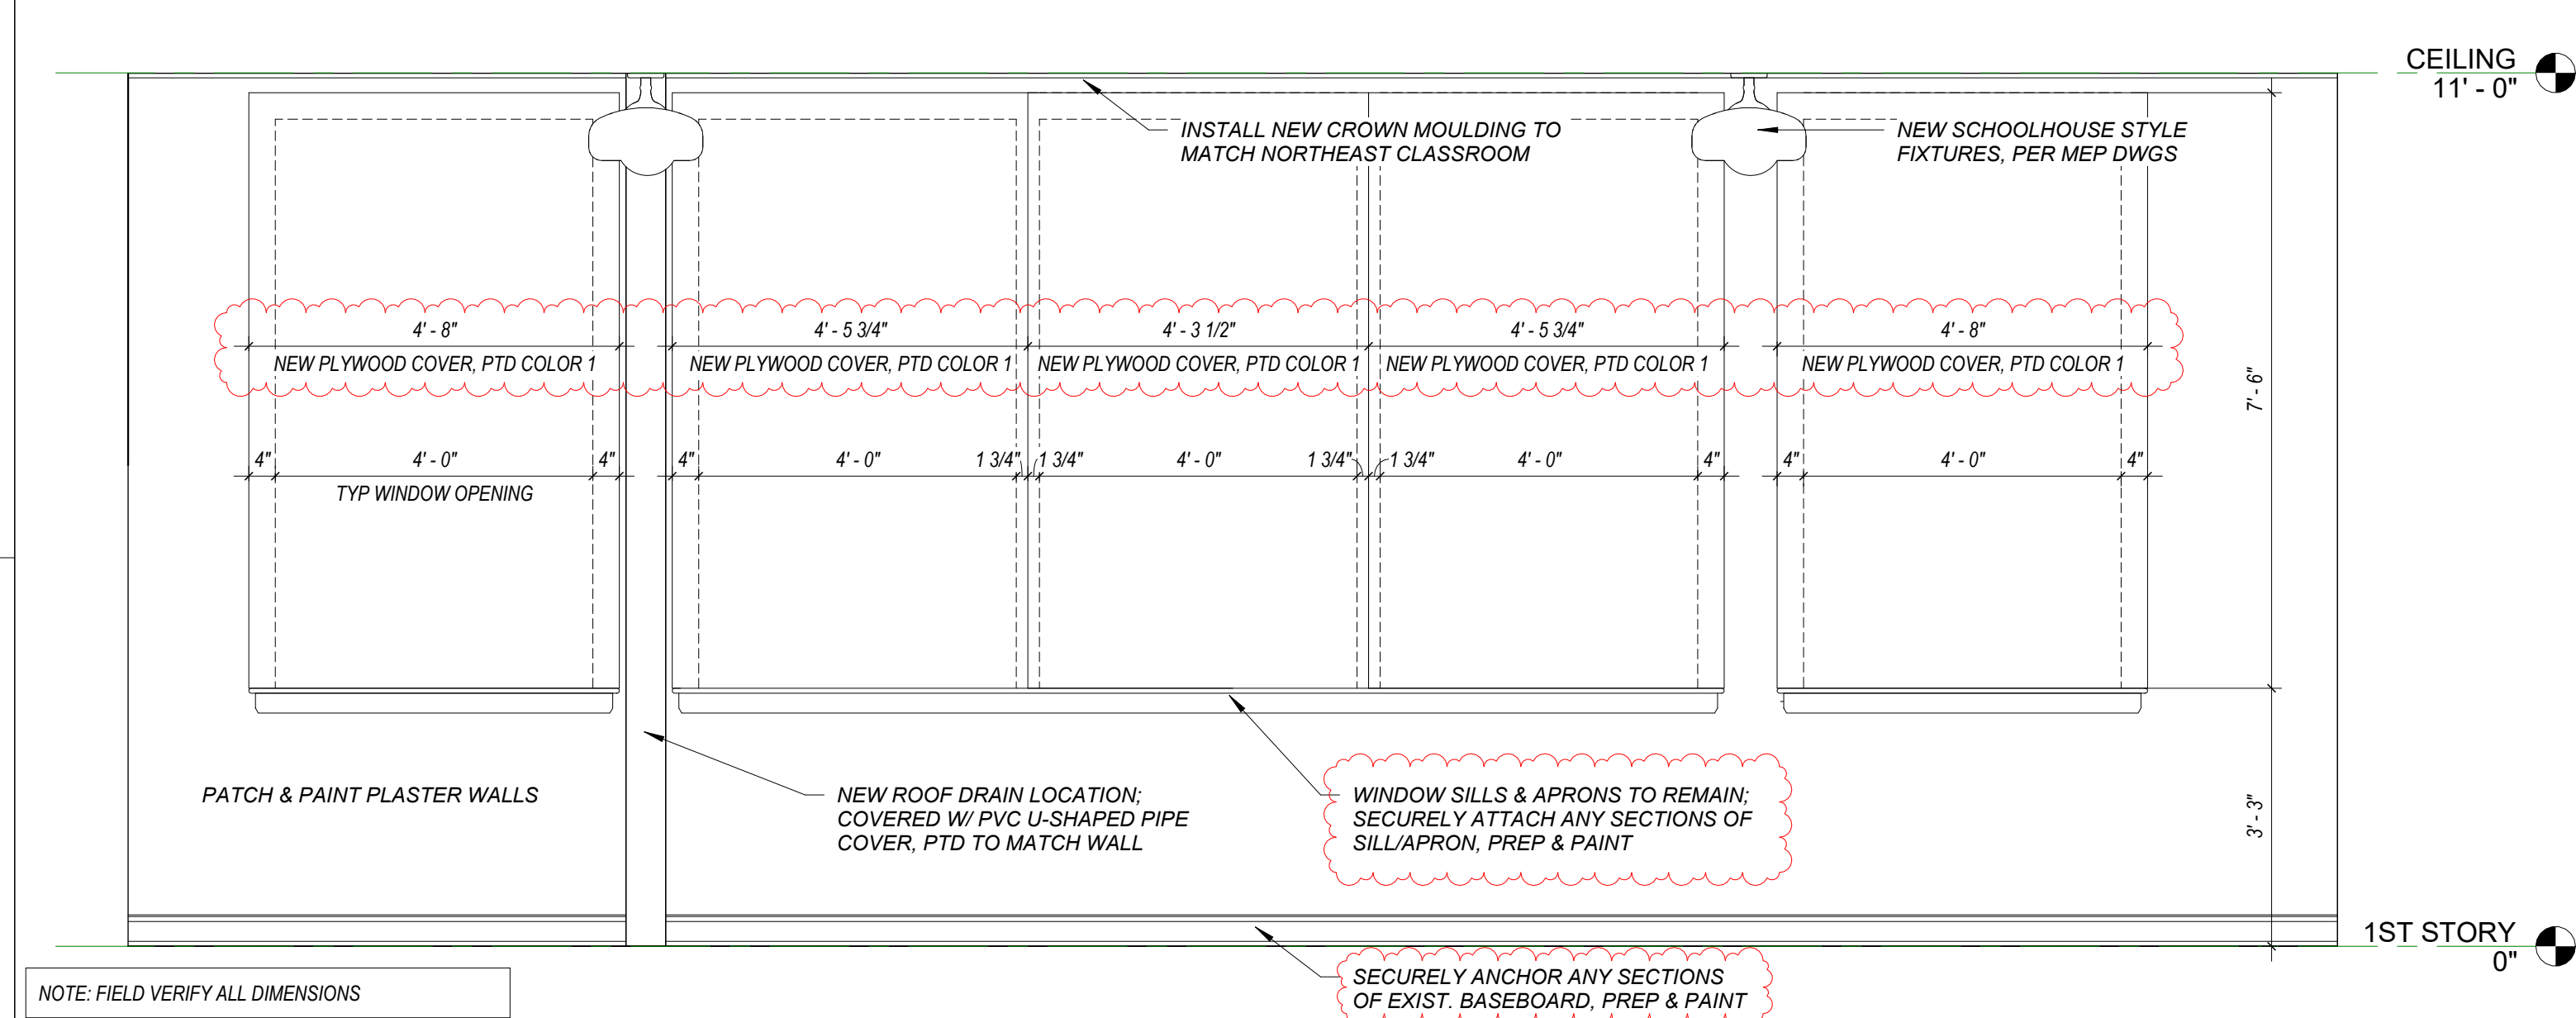 CEILING
11' - 0"
INSTALL NEW CROWN MOULDING TO
MATCH NORTHEAST CLASSROOM
NEW SCHOOLHOUSE STYLE
FIXTURES, PER MEP DWGS
4' - 8"
4' - 5 3/4"
4' - 3 1/2"
4' - 5 3/4"
4' - 8"
NEW PLYWOOD COVER, PTD COLOR 1
NEW PLYWOOD COVER, PTD COLOR 1
NEW PLYWOOD COVER, PTD COLOR 1
NEW PLYWOOD COVER, PTD COLOR 1
NEW PLYWOOD COVER, PTD COLOR 1
7' - 6"
4"
4' - 0"
4"
4"
4' - 0"
1 3/4"
1 3/4"
4' - 0"
1 3/4"
1 3/4"
4' - 0"
4"
4"
4' - 0"
4"
TYP WINDOW OPENING
PATCH & PAINT PLASTER WALLS
NEW ROOF DRAIN LOCATION;
COVERED W/ PVC U-SHAPED PIPE
COVER, PTD TO MATCH WALL
WINDOW SILLS & APRONS TO REMAIN;
SECURELY ATTACH ANY SECTIONS OF
SILL/APRON, PREP & PAINT
3' - 3"
1ST STORY
0"
SECURELY ANCHOR ANY SECTIONS
OF EXIST. BASEBOARD, PREP & PAINT
NOTE: FIELD VERIFY ALL DIMENSIONS